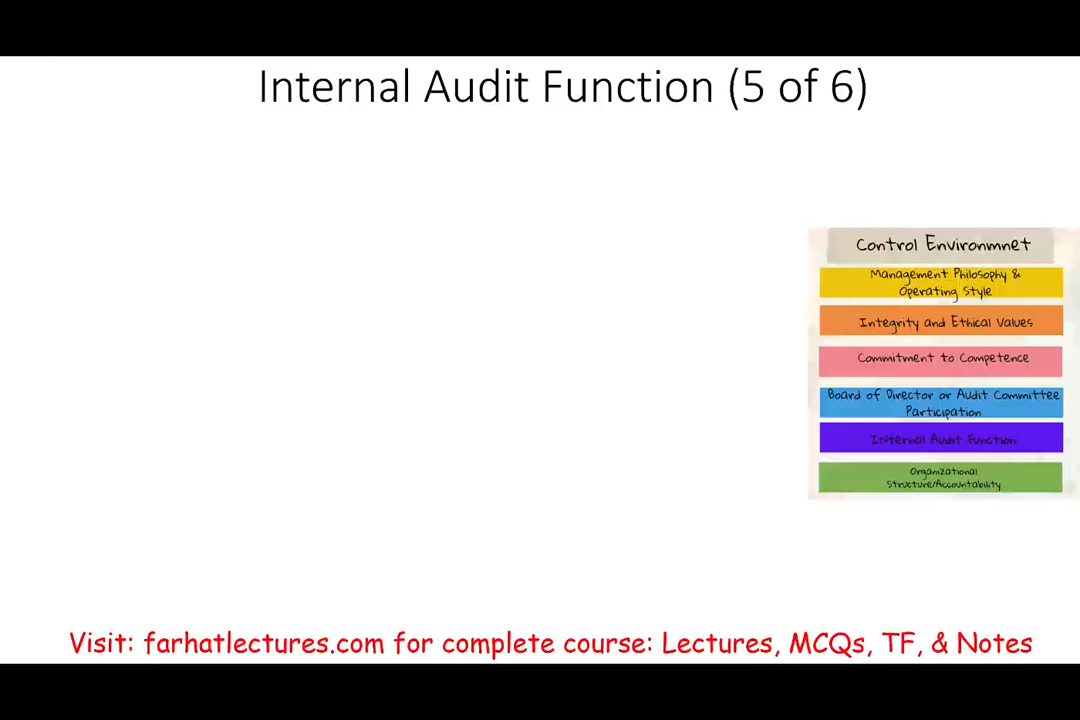 Internal Audit Function (5 of 6)
Control Environmnet
Management Philosophy &
Operating Style
Integrity and Ethical Values
Commitment to Competence
Board of Director or Audit Committee
Participation
Internal Audit Function
Organizational
Structure/Accountability
Visit: farhatlectures.com for complete course: Lectures, MCQs, TF, & Notes